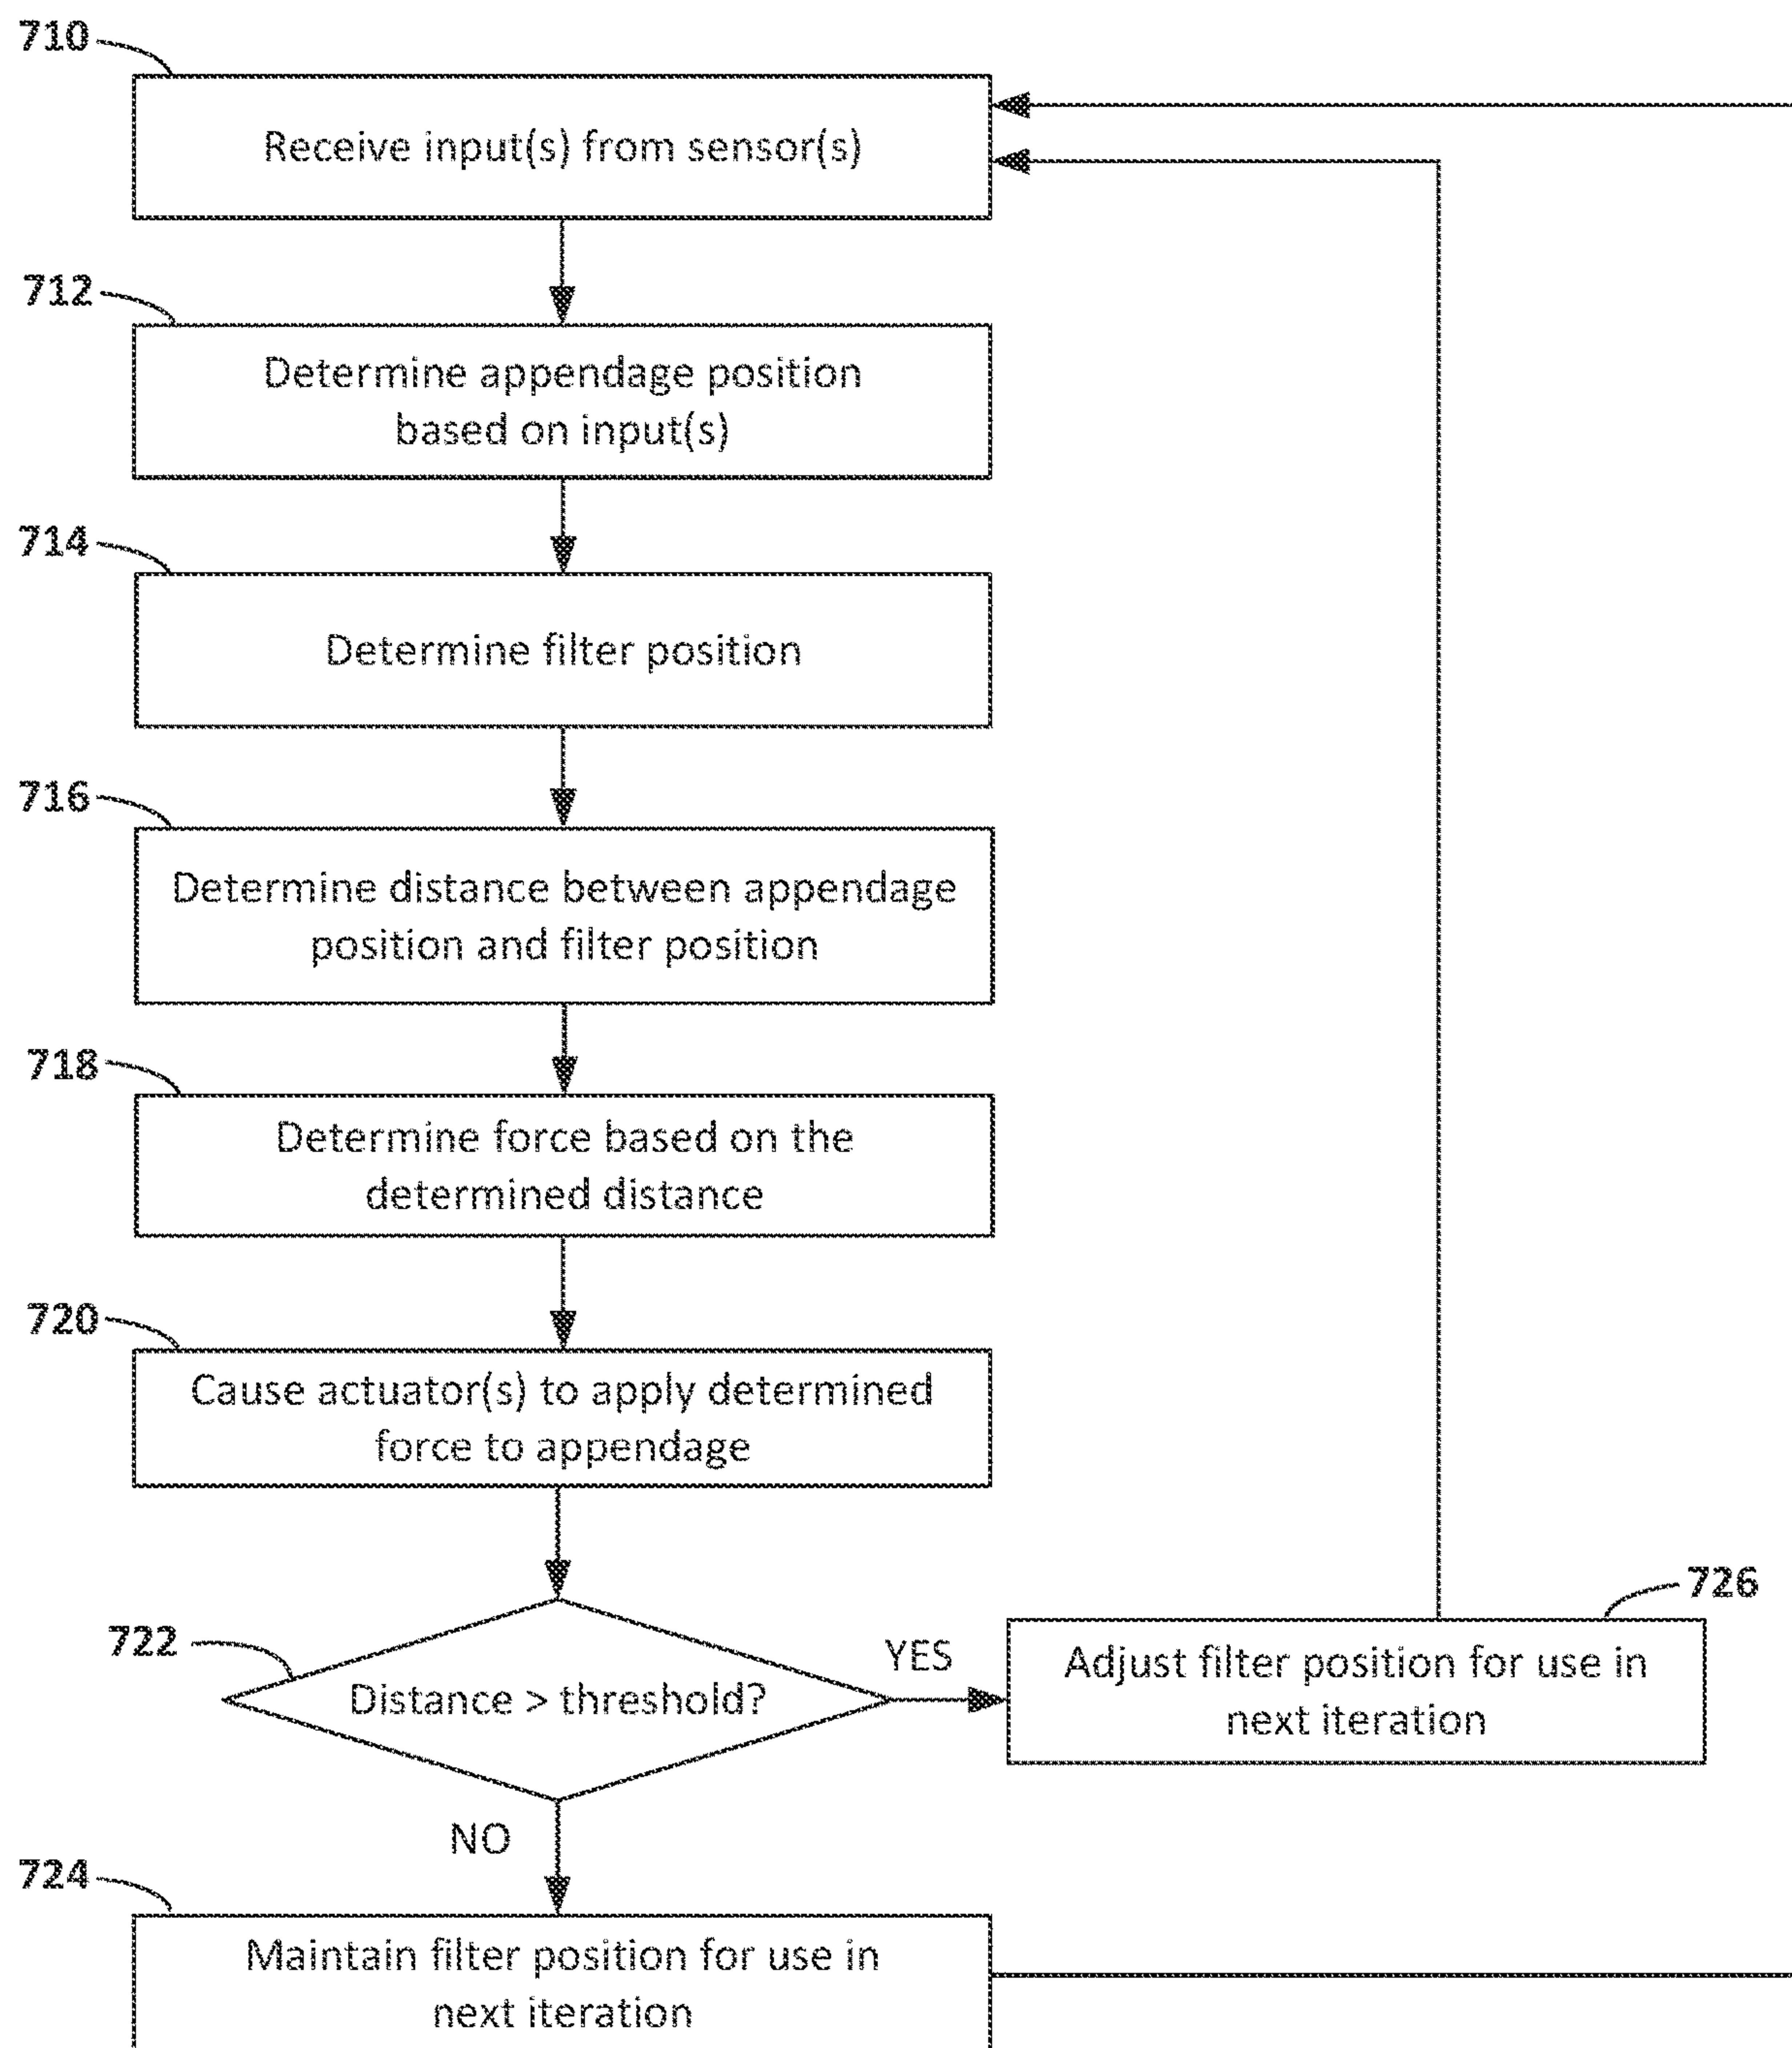 710
Receive input(s) from sensor(s)
712
Determine appendage position
based on input(s)
714
Determine filter position
716
Determine distance between appendage
position and filter position
718
Determine force based on the
determined distance
720
Cause actuator(s) to apply determined
force to appendage
722
Distance > threshold?
YES
726
Adjust filter position for use in
next iteration
NO
724
Maintain filter position for use in
next iteration